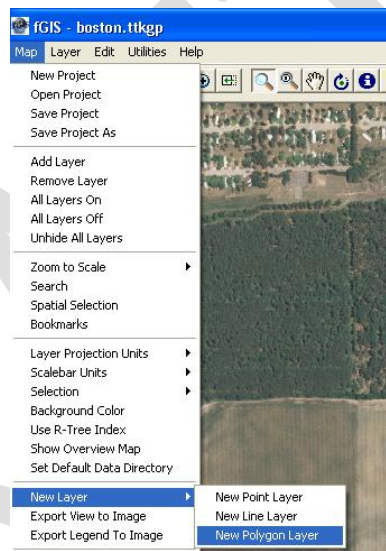 fGIS - boston.ttkgp
Map Layer Edit Utilities Help
New Project
Open Project
Save Project
Save Project As
Add Layer
Remove Layer
All Layers On
All Layers Off
Unhide All Layers
Zoom to Scale
Search
Spatial Selection
Bookmarks
Layer Projection Units
Scalebar Units
Selection
Background Color
Use R-Tree Index
Show Overview Map
Set Default Data Directory
New Layer
New Point Layer
Export View to Image
New Line Layer
Export Legend To Image
New Polygon Layer